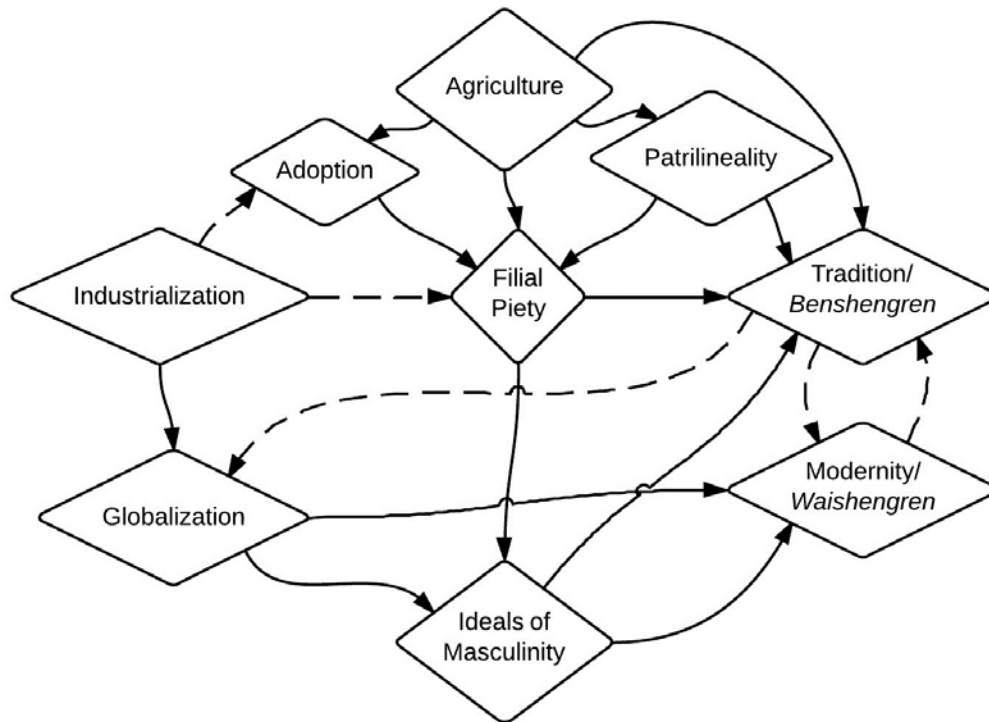 Agriculture
Adoption
Patrilineality
Industrialization
Filial
Piety
Tradition/
Benshengren
Globalization
Modernity/
Waishengren
Ideals of
Masculinity